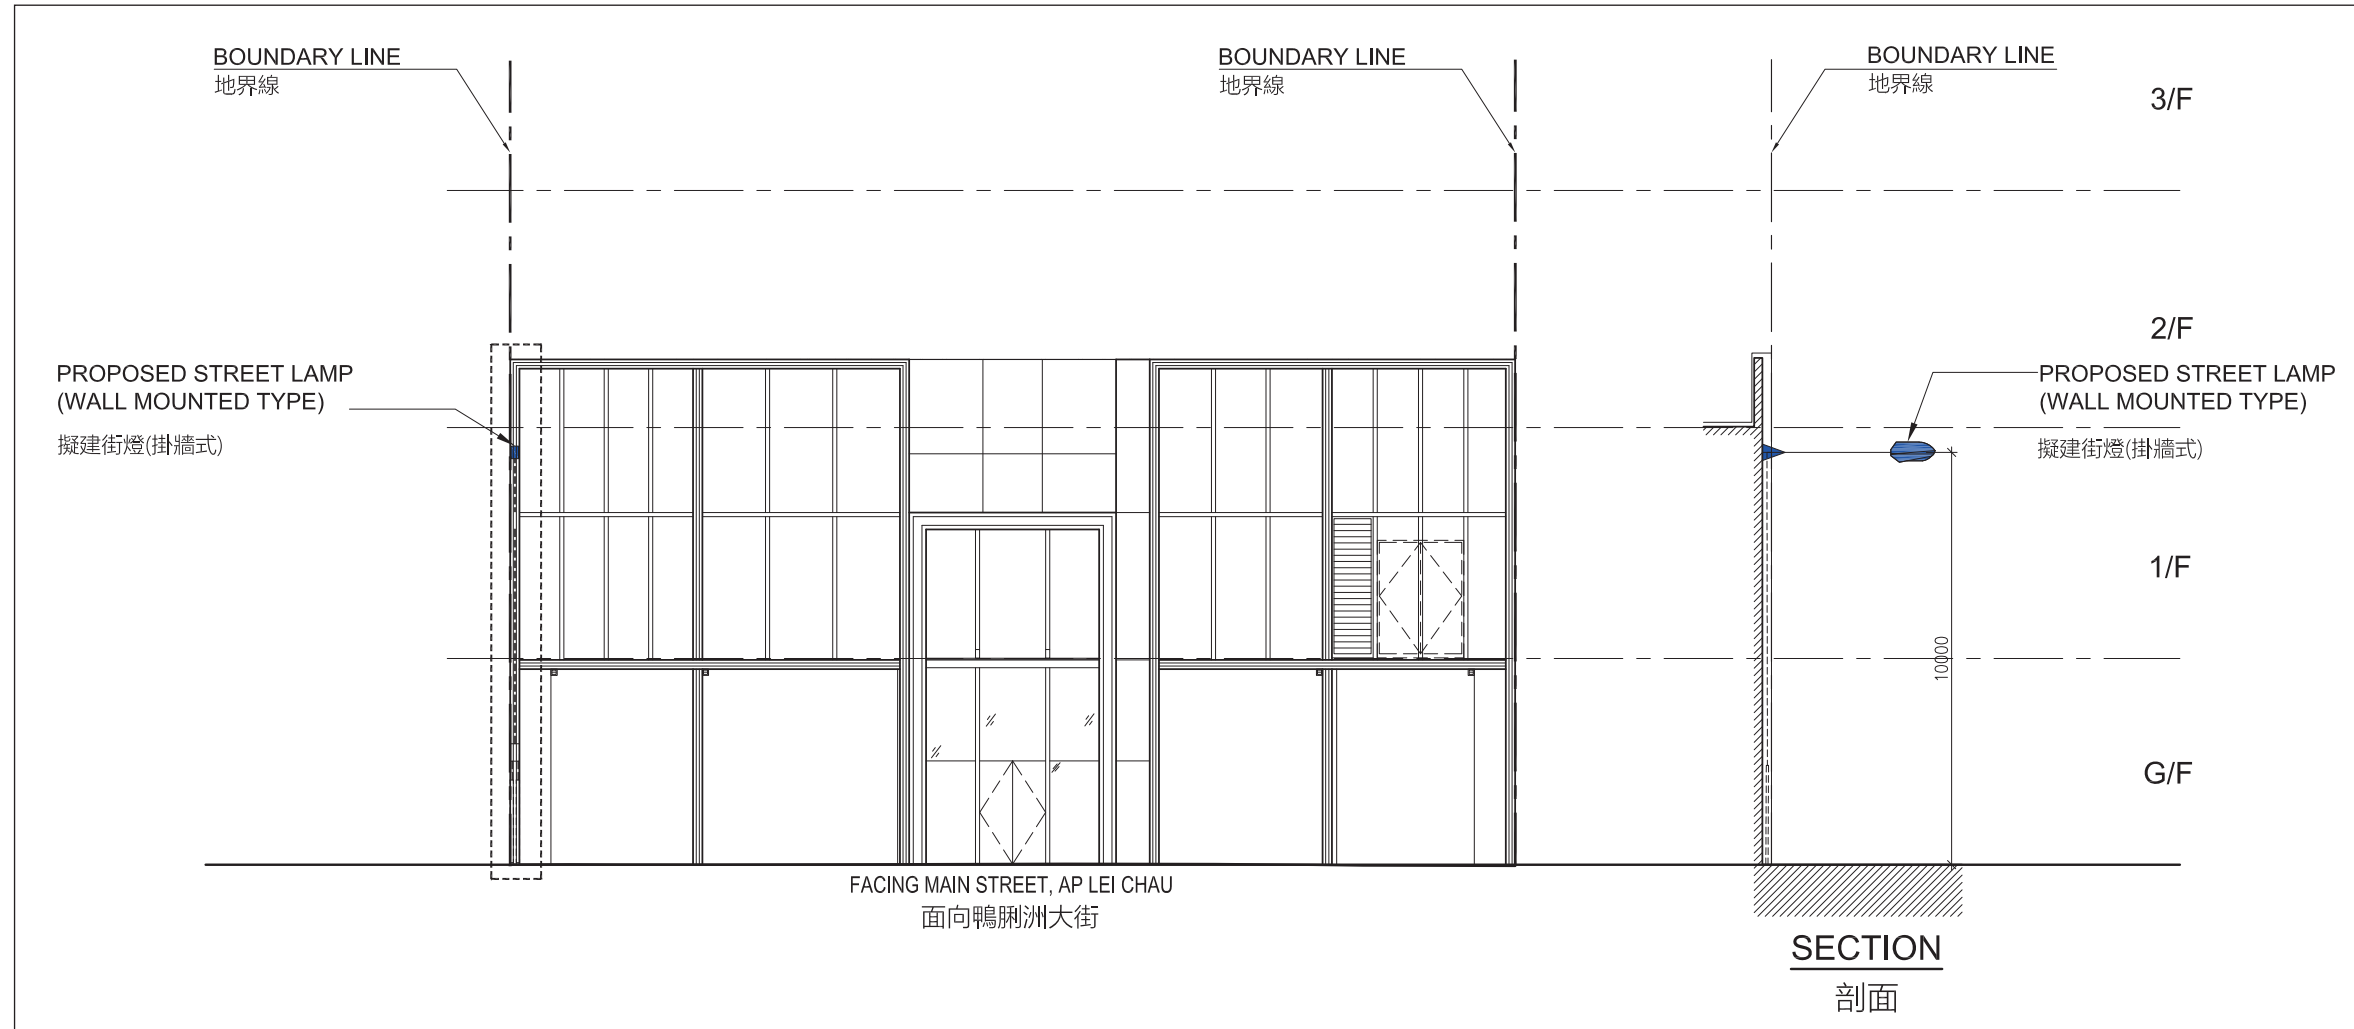 BOUNDARY LINE
地界線
BOUNDARY LINE
地界線
BOUNDARY LINE
地界線
3/F
2/F
PROPOSED STREET LAMP
(WALL MOUNTED TYPE)
擬建街燈(掛牆式)
PROPOSED STREET LAMP
(WALL MOUNTED TYPE)
擬建街燈(掛牆式)
1/F
10000
G/F
FACING MAIN STREET, AP LEI CHAU
面向鴨脷洲大街
SECTION
剖面